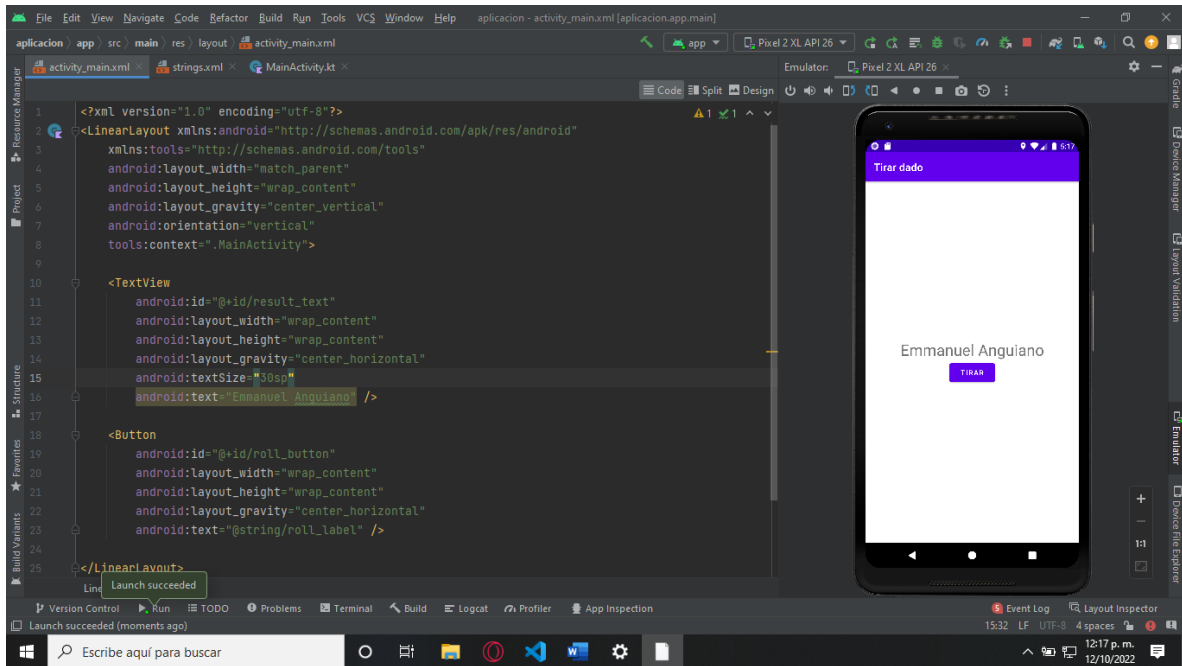 File Edit View Navigate Code Refactor Build Run Tools VCS Window Help aplicacion - activity_main.xml [aplicacion.app.main]
aplicacion app src main res layout activity_main.xml app Pixel 2 XL API 26
activity_main.xml strings.xml MainActivity.kt
Emulator: Pixel 2 XL API 26
Code Split Design
1 <?xml version="1.0" encoding="utf-8"?>
2 <LinearLayout xmlns:android="http://schemas.android.com/apk/res/android"
3 xmlns:tools="http://schemas.android.com/tools"
4 android:layout_width="match_parent"
5 android:layout_height="wrap_content"
6 android:layout_gravity="center_vertical"
7 android:orientation="vertical"
8 tools:context=".MainActivity">
9
10 <TextView
11 android:id="@+id/result_text"
12 android:layout_width="wrap_content"
13 android:layout_height="wrap_content"
14 android:layout_gravity="center_horizontal"
15 android:textSize="30sp"
16 android:text="Emmanuel Anguiano" />
17
18 <Button
19 android:id="@+id/roll_button"
20 android:layout_width="wrap_content"
21 android:layout_height="wrap_content"
22 android:layout_gravity="center_horizontal"
23 android:text="@string/roll_label" />
24
25 </LinearLayout>
1 1
5:17
Tirar dado
Emmanuel Anguiano
TIRAR
1:1
Resource Manager
Project
Structure
Favorites
Build Variants
Gradle
Device Manager
Layout Validation
Emulator
Device File Explorer
Line
Launch succeeded
Version Control Run TODO Problems Terminal Build Logcat Profiler App Inspection 5 Event Log Layout Inspector
Launch succeeded (moments ago) 15:32 LF UTF-8 4 spaces
Escribe aquí para buscar
12:17 p. m.
12/10/2022